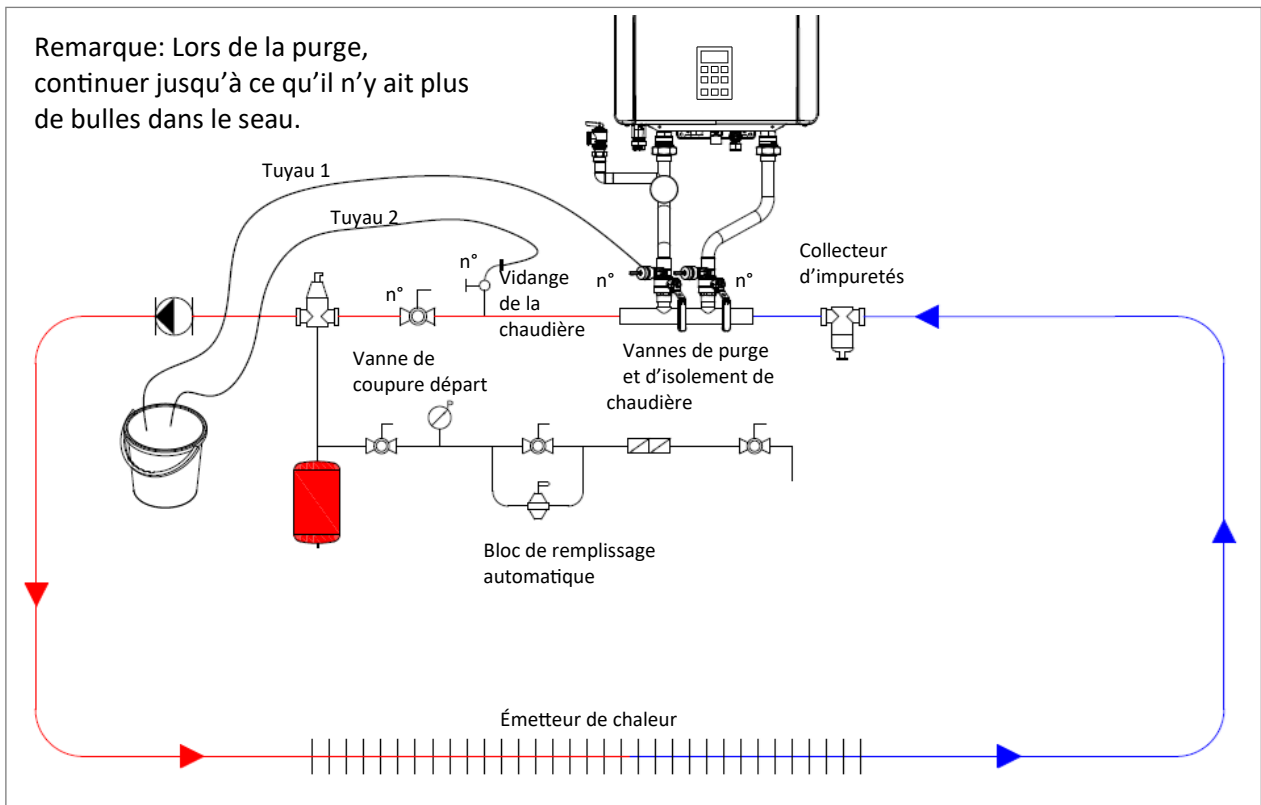 Remarque: Lors de la purge,
continuer jusqu'à ce qu'il n'y ait plus
de bulles dans le seau.
Tuyau 1
Tuyau 2
n°
n°
Vidange
de la
chaudière
n°
n°
Collecteur
d'impuretés
Vanne de
coupure départ
Vannes de purge
et d'isolement de
chaudière
Bloc de remplissage
automatique
Émetteur de chaleur